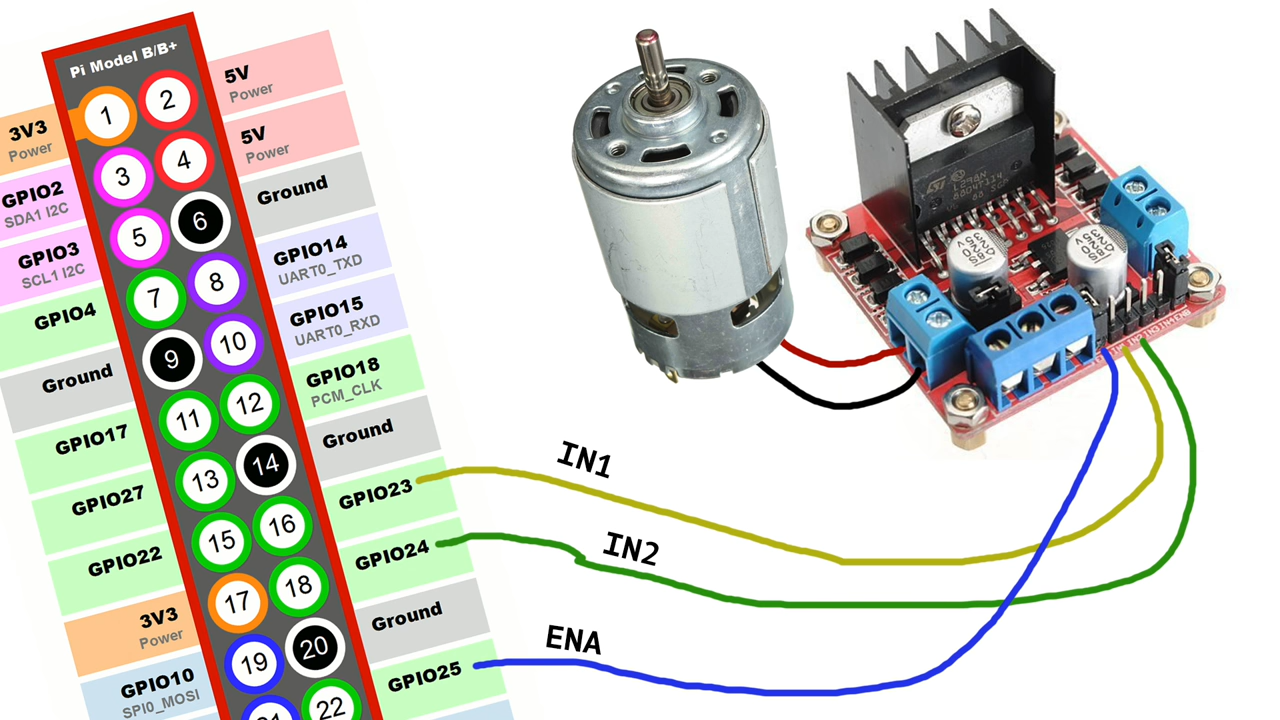 Pi Model B/B+
3V3
Power
1
2
5V
Power
GPIO2
SDA1 I2C
3
4
5V
Power
GPIO3
SCL1 I2C
5
6
Ground
GPIO4
7
8
GPIO14
UART0_TXD
Ground
9
10
GPIO15
UART0_RXD
GPIO17
11
12
GPIO18
PCM_CLK
GPIO27
13
14
Ground
GPIO22
15
16
GPIO23
3V3
Power
17
18
GPIO24
GPIO10
SPI0_MOSI
19
20
Ground
21
22
GPIO25
IN1
IN2
ENA
L298N